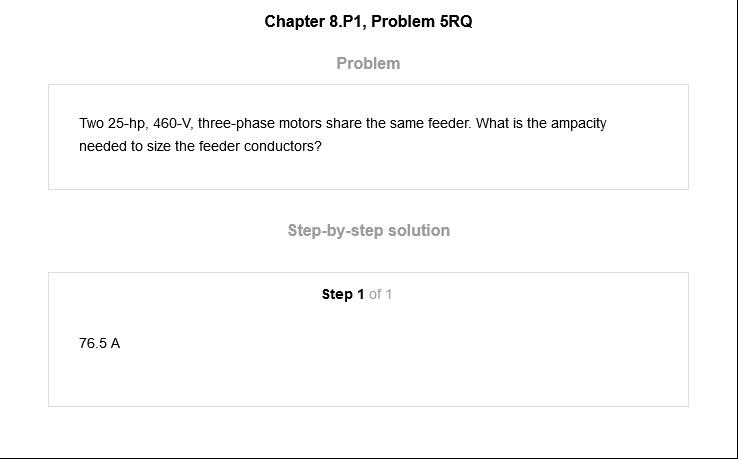 Chapter 8.P1, Problem 5RQ
Problem
Two 25-hp, 460-V, three-phase motors share the same feeder. What is the ampacity
needed to size the feeder conductors?
Step-by-step solution
Step 1 of 1
76.5 A